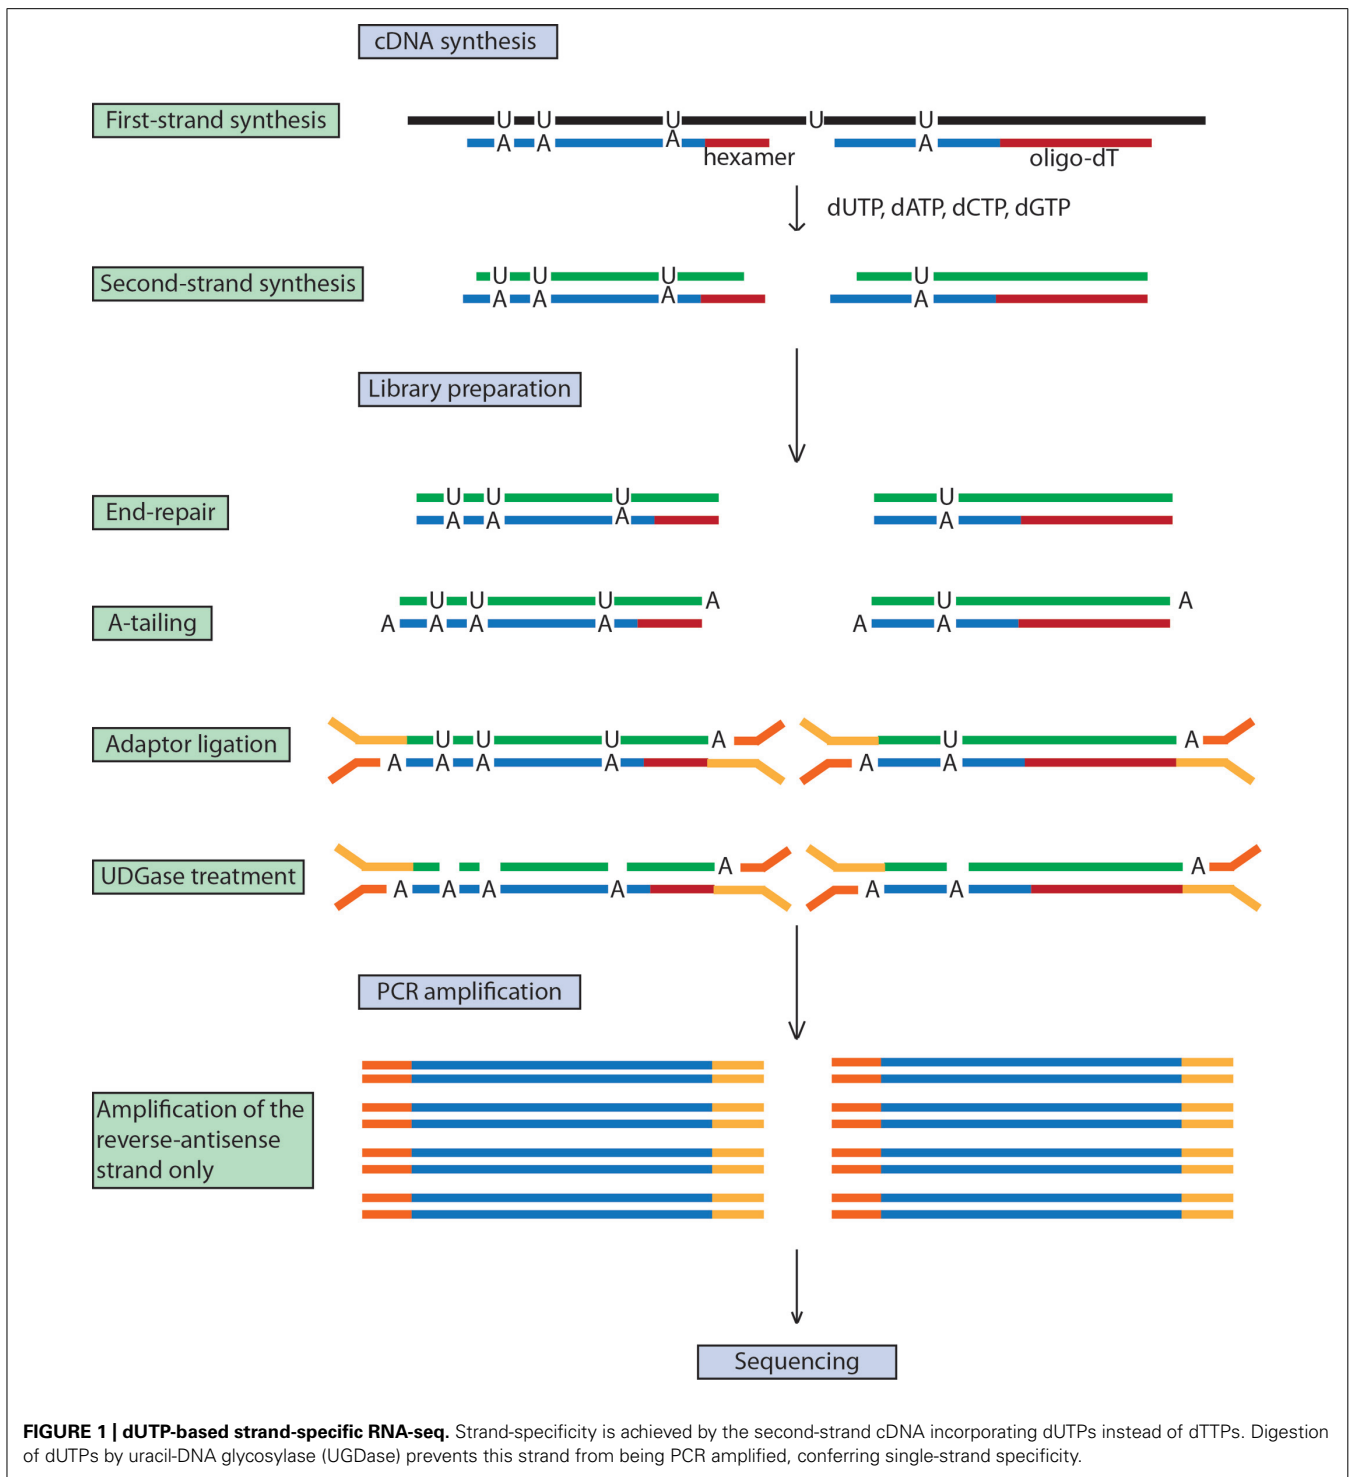 cDNA synthesis
First-strand synthesis
U U U U U
A A A A
hexamer
oligo-dT
dUTP, dATP, dCTP, dGTP
Second-strand synthesis
U U U U
A A A A
Library preparation
End-repair
U U U U
A A A A
A-tailing
U U U A U A
A A A A A A
Adaptor ligation
U U U A U A
A A A A A A
UDGase treatment
A A
A A A A A A
PCR amplification
Amplification of the
reverse-antisense
strand only
Sequencing
FIGURE 1 | dUTP-based strand-specific RNA-seq. Strand-specificity is achieved by the second-strand cDNA incorporating dUTPs instead of dTTPs. Digestion
of dUTPs by uracil-DNA glycosylase (UGDase) prevents this strand from being PCR amplified, conferring single-strand specificity.